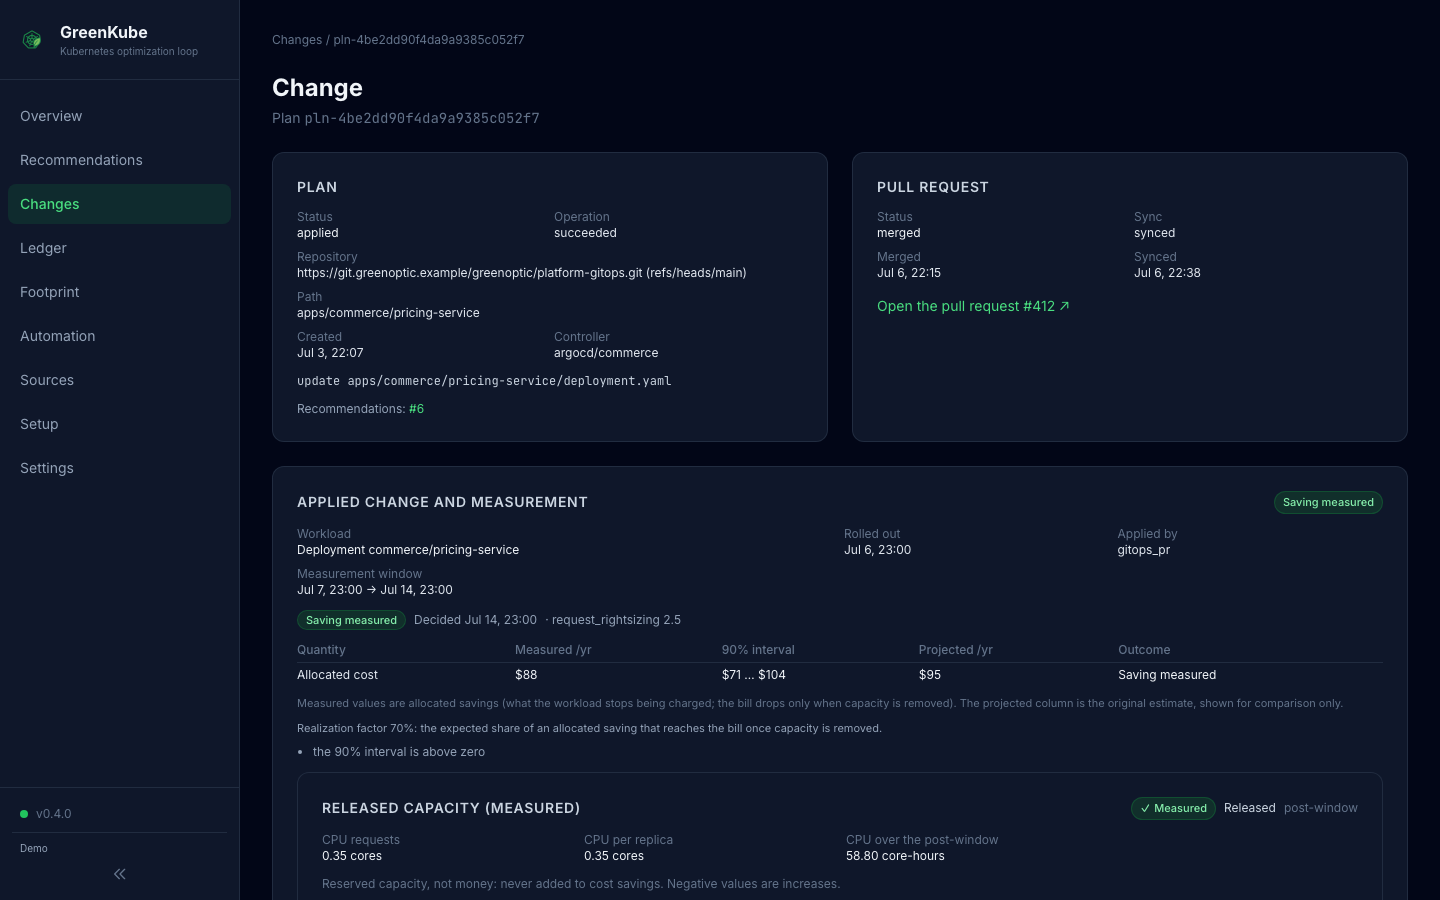 GreenKube
Kubernetes optimization loop
Overview
Recommendations
Changes
Ledger
Footprint
Automation
Sources
Setup
Settings
v0.4.0
Demo
Changes / pln-4be2dd90f4da9a9385c052f7
Change
Plan pln-4be2dd90f4da9a9385c052f7
PLAN
Status Operation
applied succeeded
Repository
https://git.greenoptic.example/greenoptic/platform-gitops.git (refs/heads/main)
Path
apps/commerce/pricing-service
Created Controller
Jul 3, 22:07 argocd/commerce
update apps/commerce/pricing-service/deployment.yaml
Recommendations: #6
PULL REQUEST
Status Sync
merged synced
Merged Synced
Jul 6, 22:15 Jul 6, 22:38
Open the pull request #412 ↗
APPLIED CHANGE AND MEASUREMENT Saving measured
Workload Rolled out Applied by
Deployment commerce/pricing-service Jul 6, 23:00 gitops_pr
Measurement window
Jul 7, 23:00 → Jul 14, 23:00
Saving measured Decided Jul 14, 23:00 · request_rightsizing 2.5
Quantity Measured /yr 90% interval Projected /yr Outcome
Allocated cost $88 $71 … $104 $95 Saving measured
Measured values are allocated savings (what the workload stops being charged; the bill drops only when capacity is removed). The projected column is the original estimate, shown for comparison only.
Realization factor 70%: the expected share of an allocated saving that reaches the bill once capacity is removed.
• the 90% interval is above zero
RELEASED CAPACITY (MEASURED) ✓ Measured Released post-window
CPU requests CPU per replica CPU over the post-window
0.35 cores 0.35 cores 58.80 core-hours
Reserved capacity, not money: never added to cost savings. Negative values are increases.